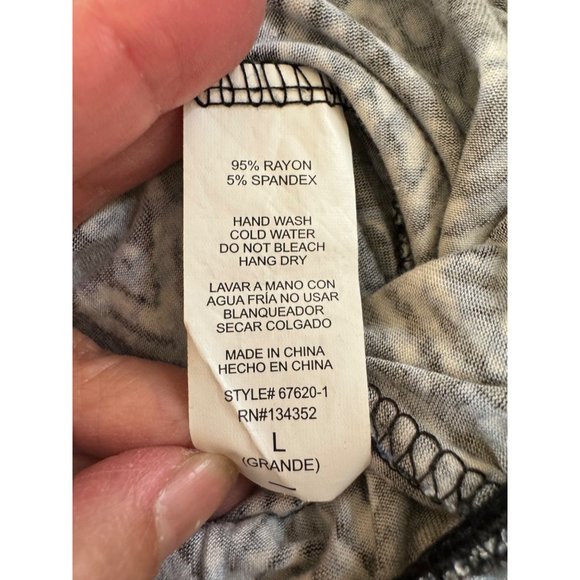 95% RAYON
5% SPANDEX
HAND WASH
COLD WATER
DO NOT BLEACH
HANG DRY
LAVAR A MANO CON
AGUA FRÍA NO USAR
BLANQUEADOR
SECAR COLGADO
MADE IN CHINA
HECHO EN CHINA
STYLE# 67620-1
RN#134352
L
(GRANDE)